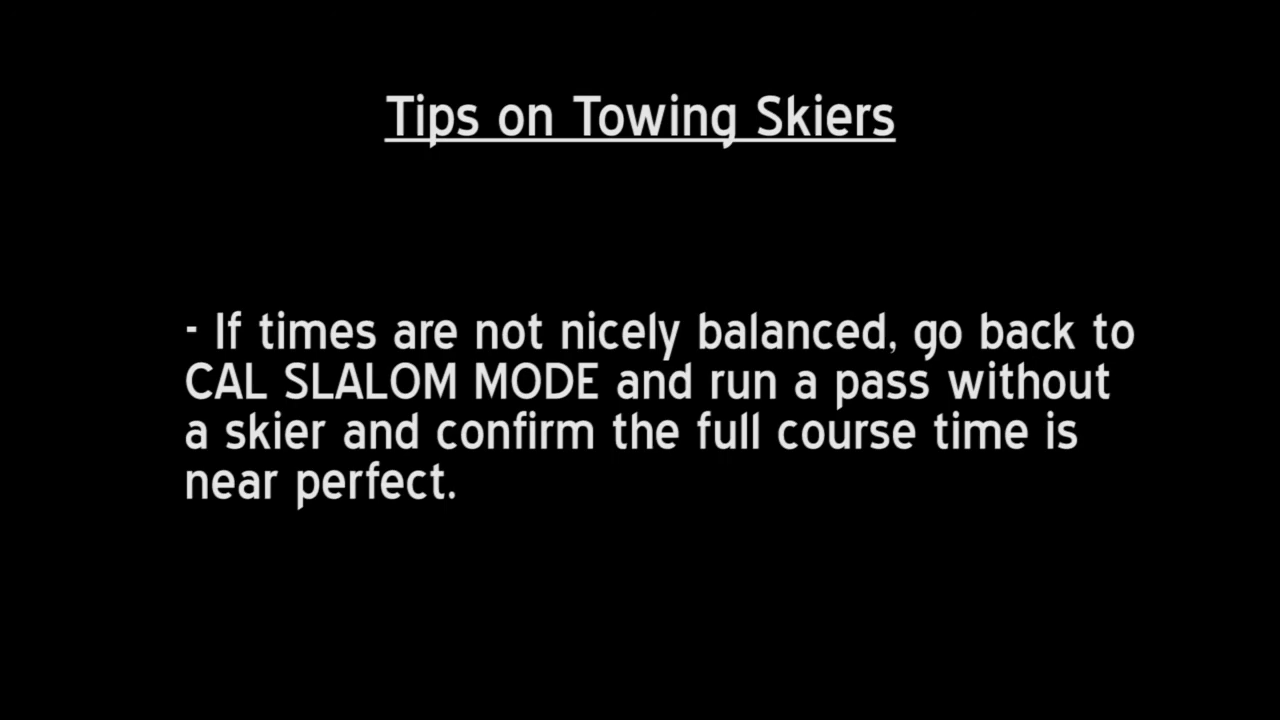 Tips on Towing Skiers
- If times are not nicely balanced, go back to
CAL SLALOM MODE and run a pass without
a skier and confirm the full course time is
near perfect.